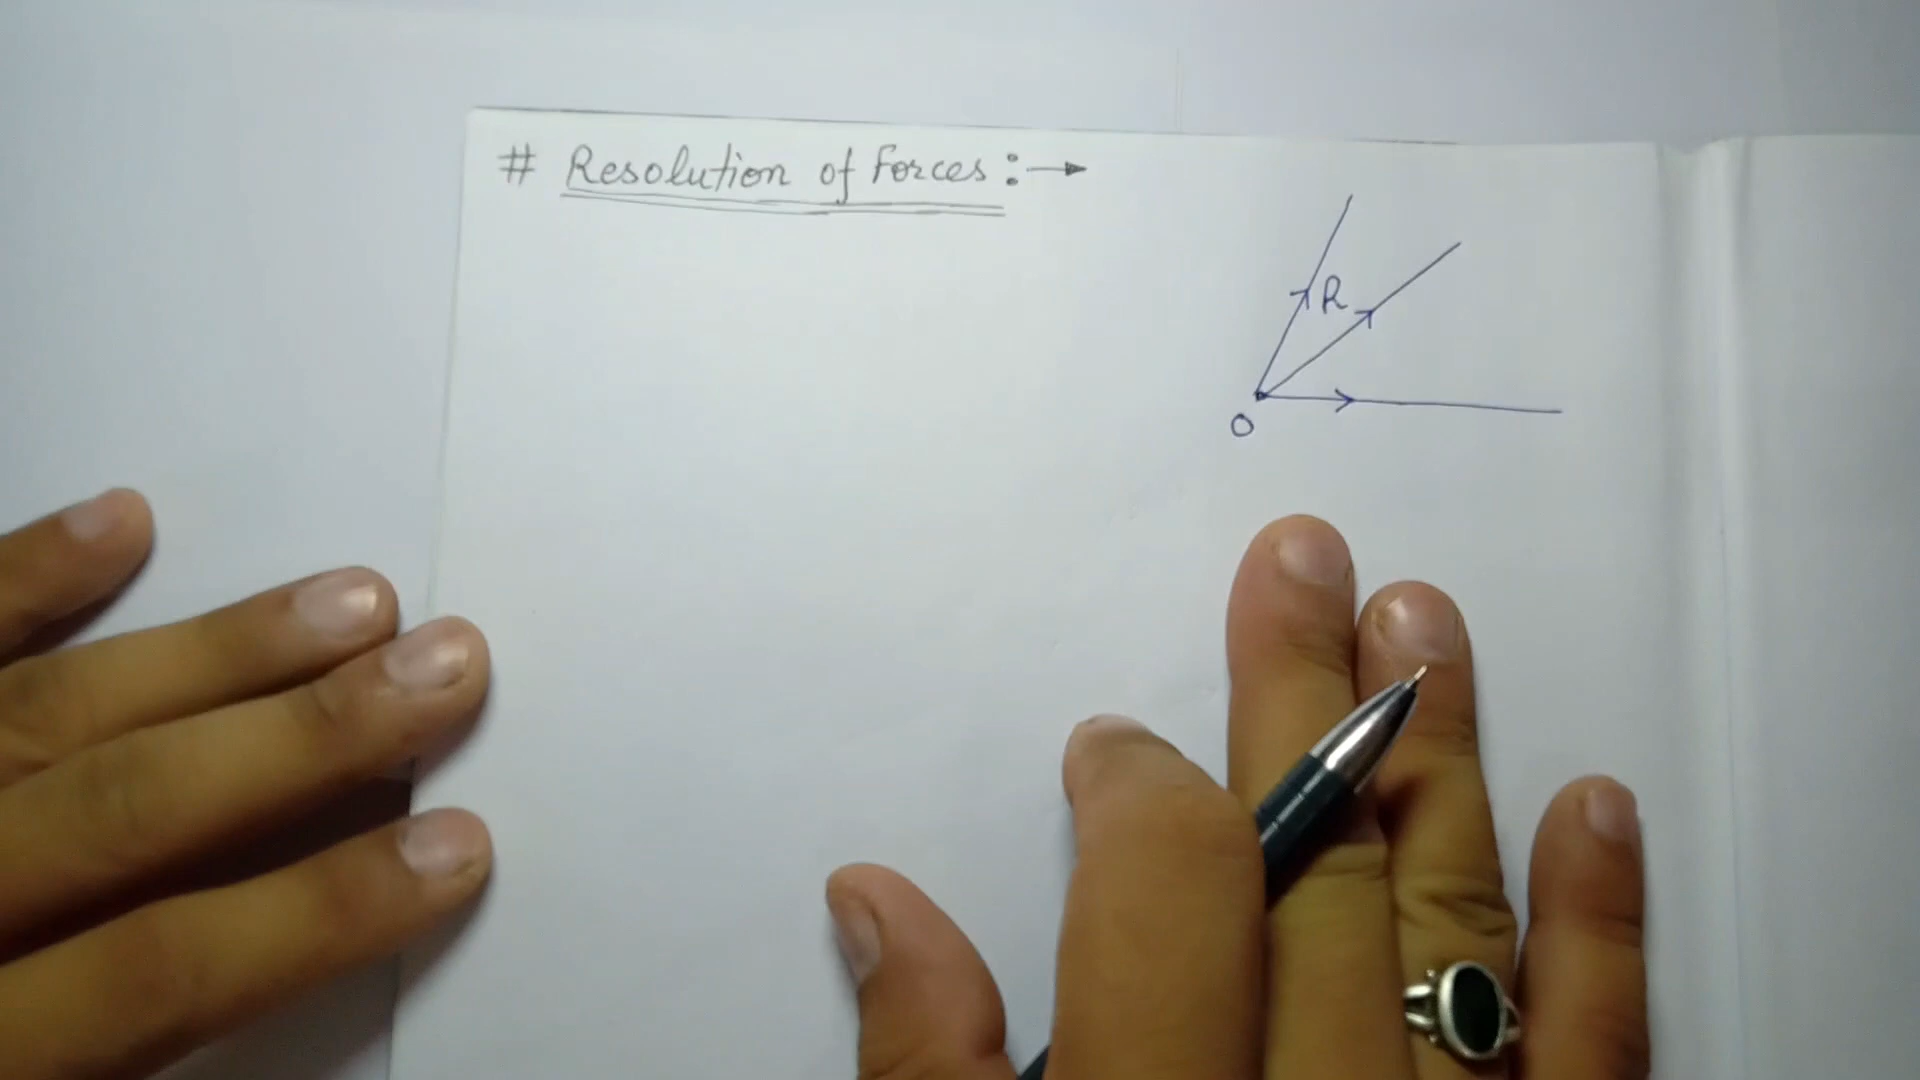 # Resolution of Forces :→
R
O